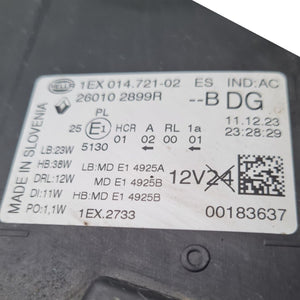 HELLA 1EX 014.721-02 ES IND:AC
26010 2899R --B DG
PL 11.12.23
25 E1 HCR A RL 1a 23:28:29
01 02 00 01
LB:23W 5130
HB:38W LB:MD E1 4925A
DRL:12W MD E1 4925B 12V24
DI:11W HB:MD E1 4925B
PO:1,1W 1EX.2733 00183637
MADE IN SLOVENIA